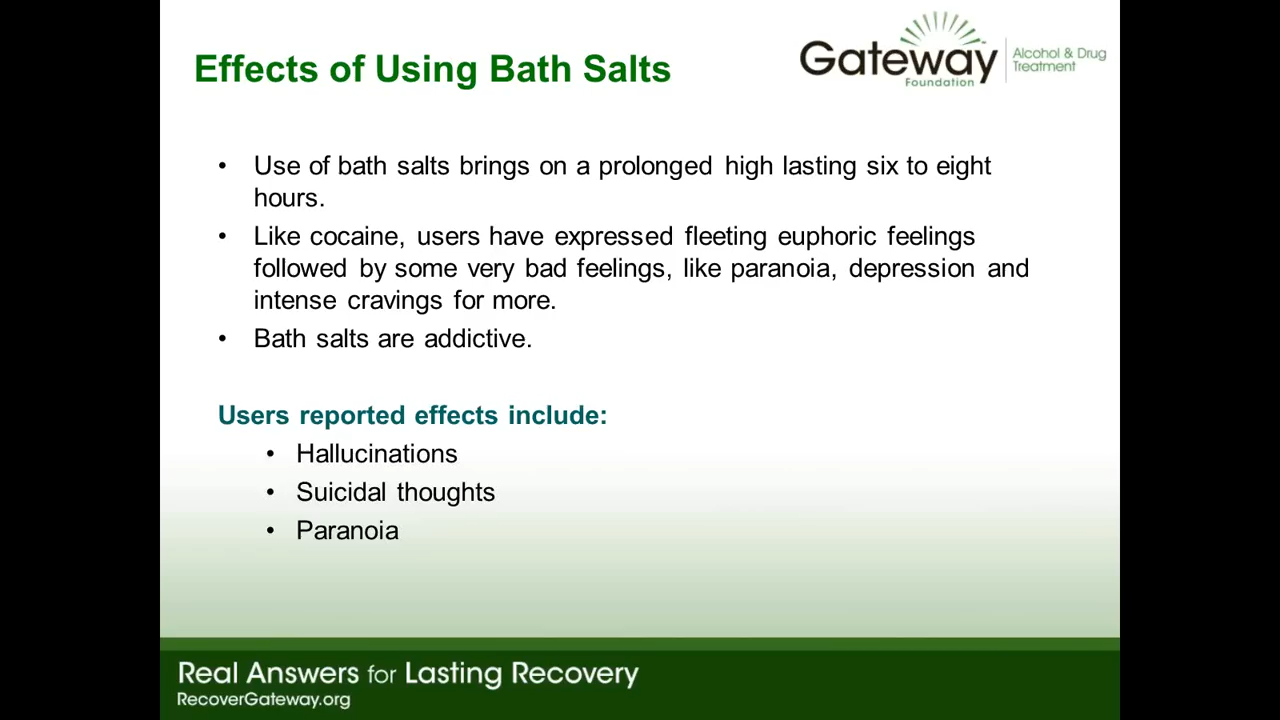 Effects of Using Bath Salts
Gateway
Foundation
Alcohol & Drug
Treatment
• Use of bath salts brings on a prolonged high lasting six to eight
hours.
• Like cocaine, users have expressed fleeting euphoric feelings
followed by some very bad feelings, like paranoia, depression and
intense cravings for more.
• Bath salts are addictive.
Users reported effects include:
• Hallucinations
• Suicidal thoughts
• Paranoia
Real Answers for Lasting Recovery
RecoverGateway.org